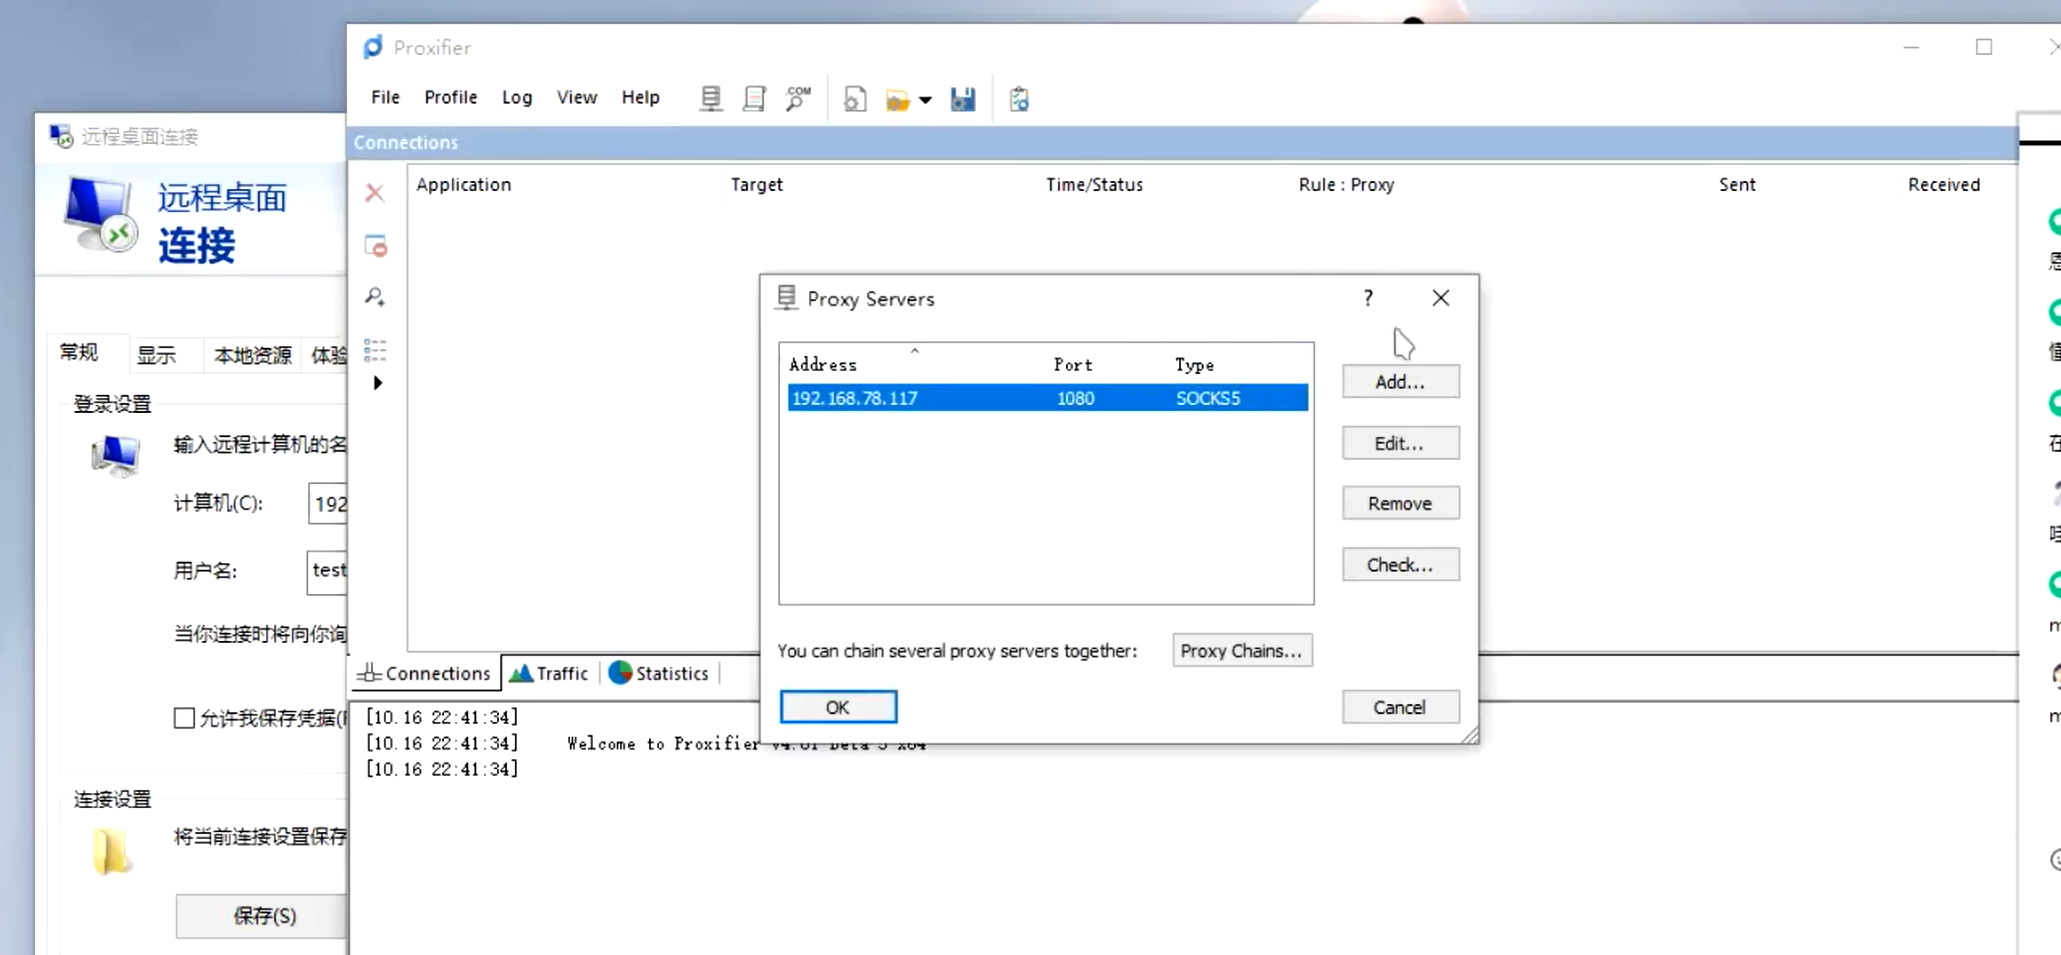 Proxifier
File Profile Log View Help
Connections
Application Target Time/Status Rule : Proxy Sent Received
远程桌面连接
远程桌面
连接
常规 显示 本地资源 体验
登录设置
输入远程计算机的名
计算机(C): 192
用户名: test
当你连接时将向你询
允许我保存凭据(
连接设置
将当前连接设置保存
保存(S)
Proxy Servers ?
Address Port Type
192.168.78.117 1080 SOCKS5
Add...
Edit...
Remove
Check...
You can chain several proxy servers together: Proxy Chains...
OK Cancel
Connections Traffic Statistics
[10.16 22:41:34]
[10.16 22:41:34] Welcome to Proxifier
[10.16 22:41:34]